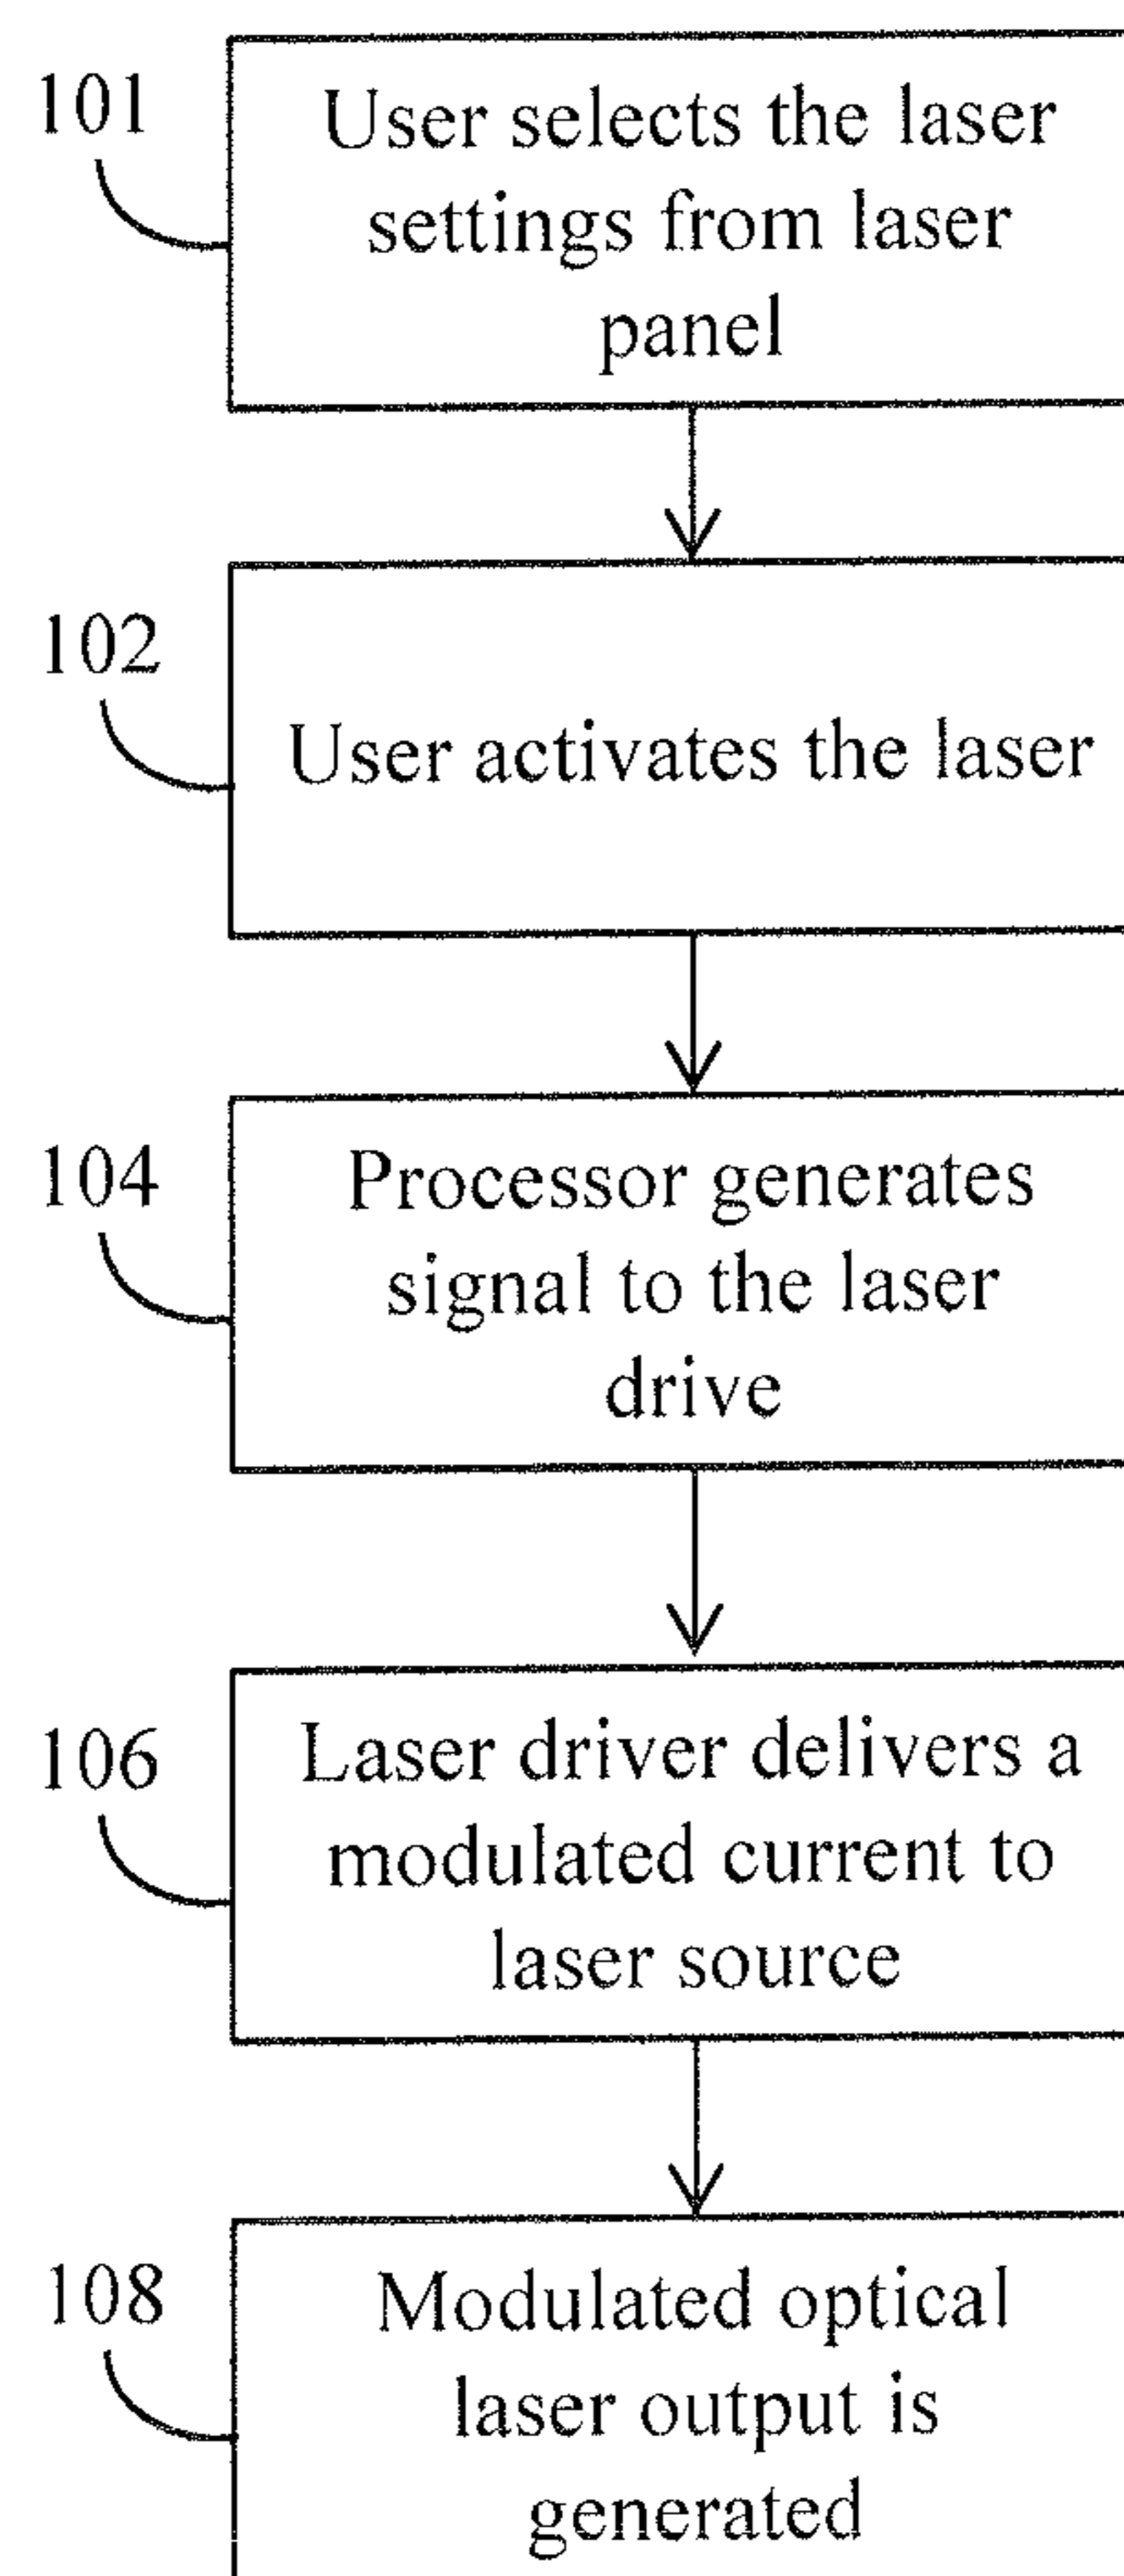 101
User selects the laser
settings from laser
panel
102
User activates the laser
104
Processor generates
signal to the laser
drive
106
Laser driver delivers a
modulated current to
laser source
108
Modulated optical
laser output is
generated